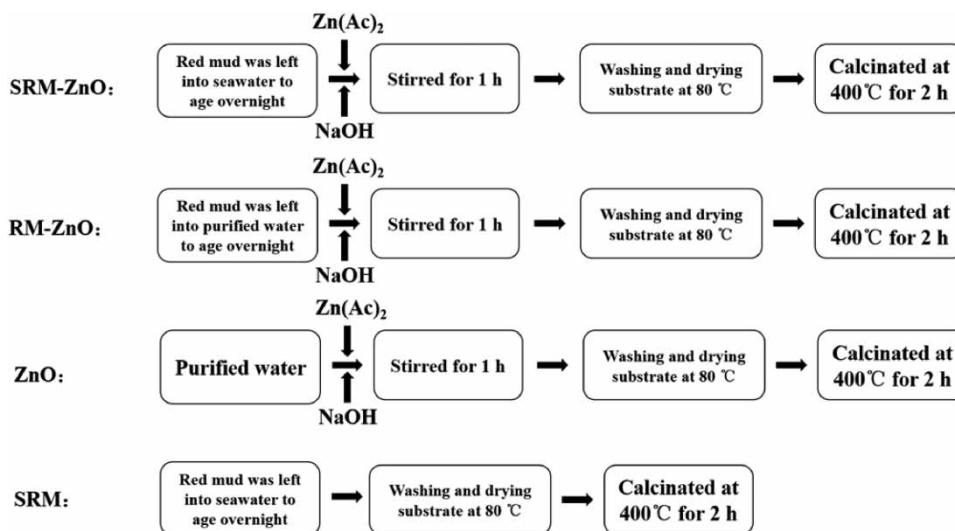 Zn(Ac)₂
SRM-ZnO：
Red mud was left
into seawater to
age overnight
Stirred for 1 h
Washing and drying
substrate at 80 ℃
Calcinated at
400℃ for 2 h
NaOH
Zn(Ac)₂
RM-ZnO：
Red mud was left
into purified water
to age overnight
Stirred for 1 h
Washing and drying
substrate at 80 ℃
Calcinated at
400℃ for 2 h
NaOH
Zn(Ac)₂
ZnO：
Purified water
Stirred for 1 h
Washing and drying
substrate at 80 ℃
Calcinated at
400℃ for 2 h
NaOH
SRM：
Red mud was left
into seawater to
age overnight
Washing and drying
substrate at 80 ℃
Calcinated at
400℃ for 2 h